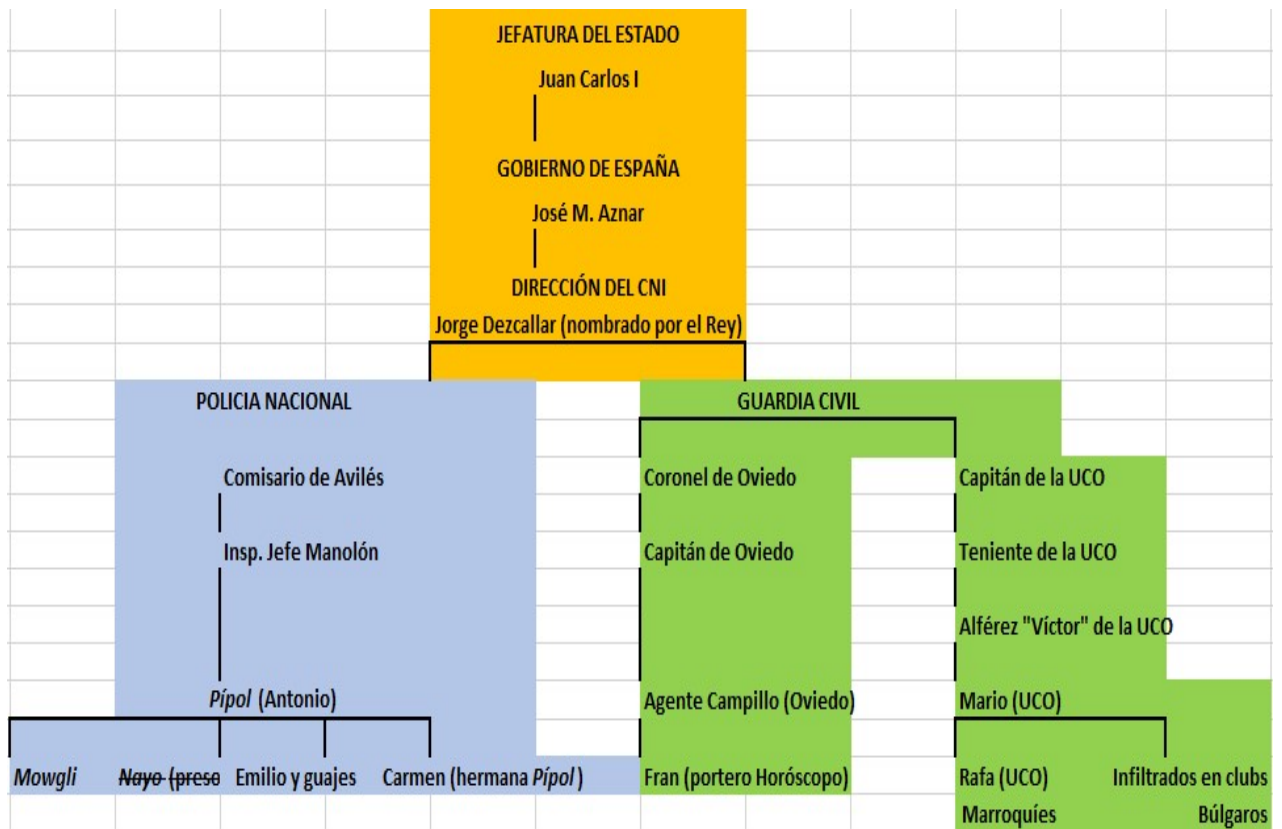 JEFATURA DEL ESTADO
Juan Carlos I
GOBIERNO DE ESPAÑA
José M. Aznar
DIRECCIÓN DEL CNI
Jorge Dezcallar (nombrado por el Rey)
POLICIA NACIONAL
GUARDIA CIVIL
Comisario de Avilés
Coronel de Oviedo
Capitán de la UCO
Insp. Jefe Manolón
Capitán de Oviedo
Teniente de la UCO
Alférez "Víctor" de la UCO
Pípol (Antonio)
Agente Campillo (Oviedo)
Mario (UCO)
Mowgli
Nayo (preso
Emilio y guajes
Carmen (hermana Pípol)
Fran (portero Horóscopo)
Rafa (UCO)
Infiltrados en clubs
Marroquíes
Búlgaros